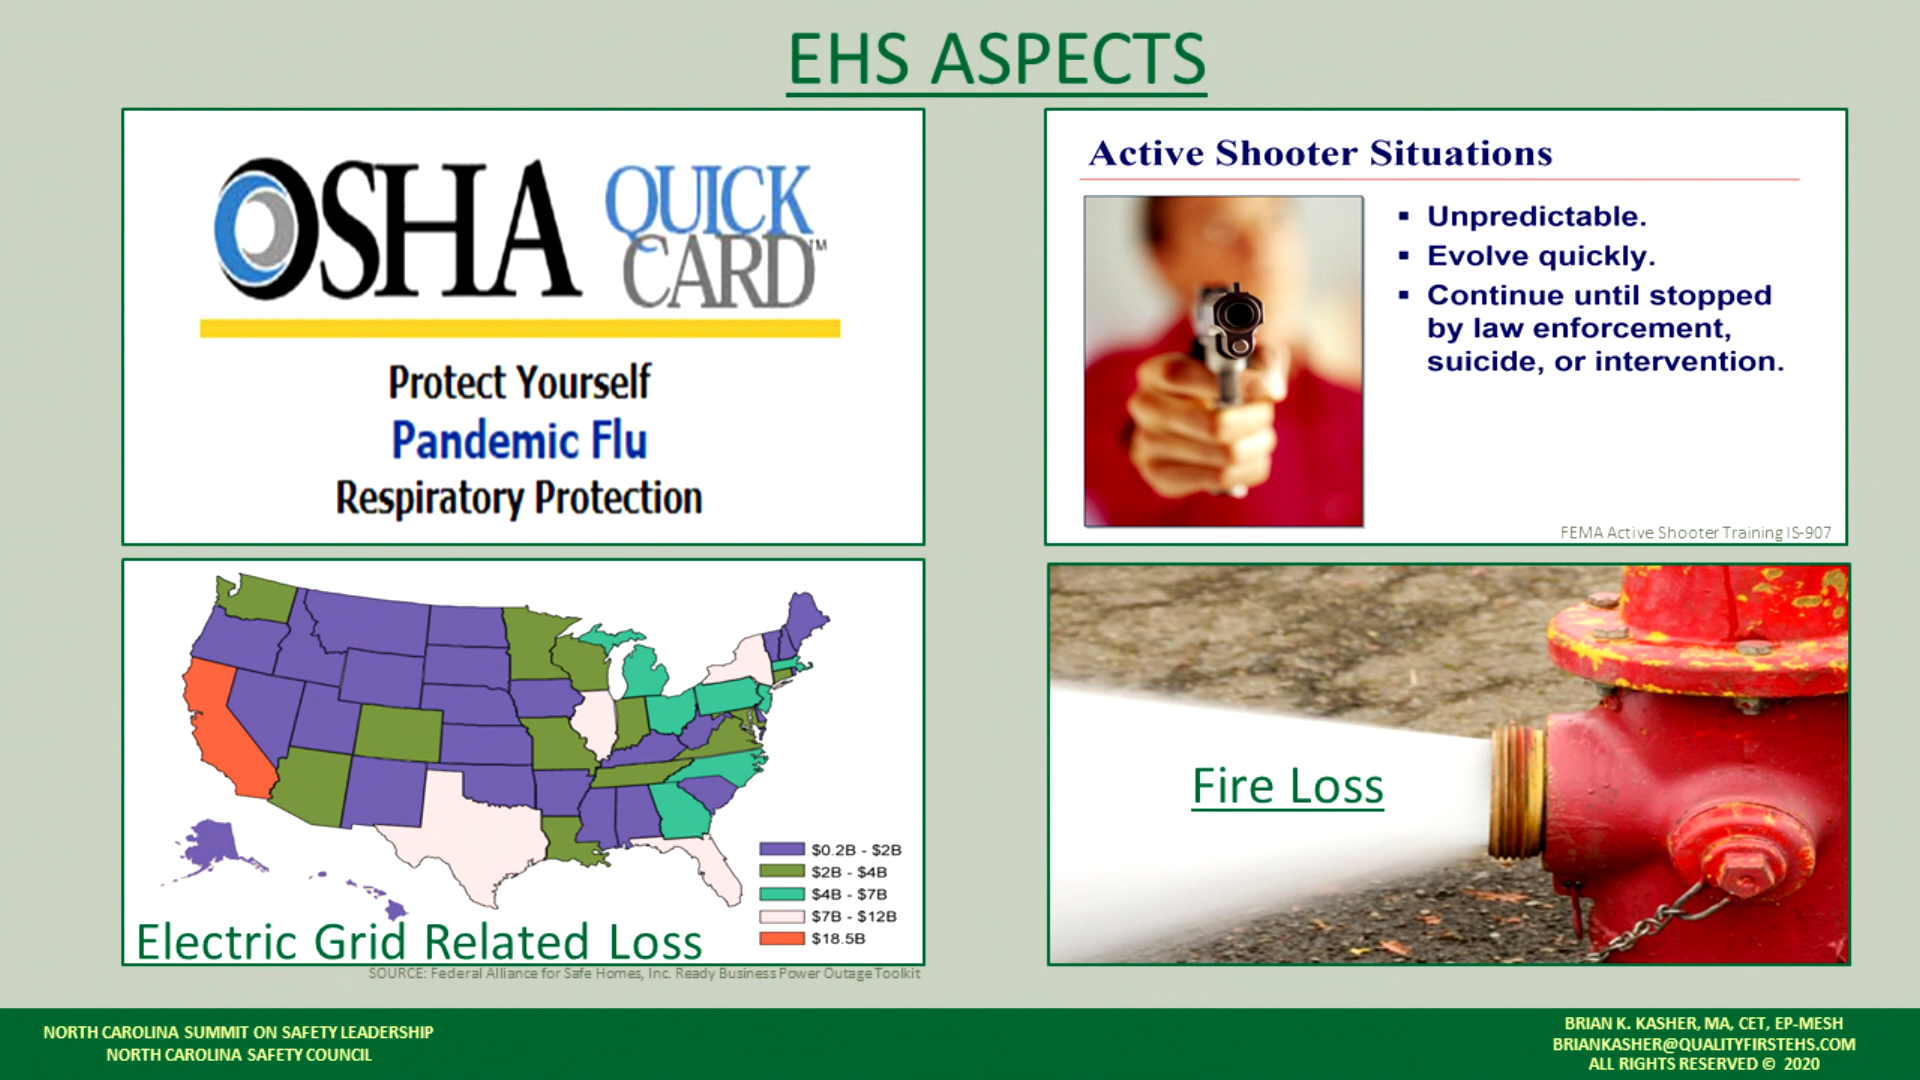 EHS ASPECTS
OSHA QUICK
CARD™
Protect Yourself
Pandemic Flu
Respiratory Protection
Active Shooter Situations
▪ Unpredictable.
▪ Evolve quickly.
▪ Continue until stopped
by law enforcement,
suicide, or intervention.
FEMA Active Shooter Training IS-907
$0.2B - $2B
$2B - $4B
$4B - $7B
$7B - $12B
$18.5B
Electric Grid Related Loss
SOURCE: Federal Alliance for Safe Homes, Inc. Ready Business Power Outage Toolkit
Fire Loss
NORTH CAROLINA SUMMIT ON SAFETY LEADERSHIP
NORTH CAROLINA SAFETY COUNCIL
BRIAN K. KASHER, MA, CET, EP-MESH
BRIANKASHER@QUALITYFIRSTEHS.COM
ALL RIGHTS RESERVED © 2020